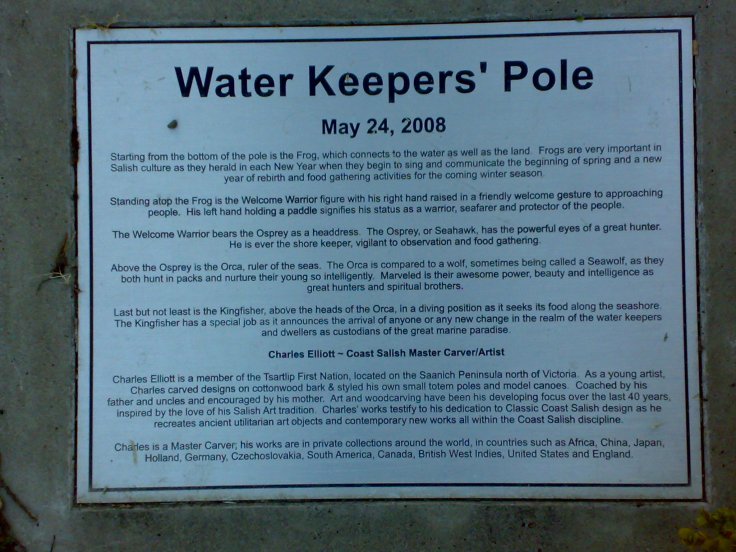 Water Keepers' Pole
May 24, 2008
Starting from the bottom of the pole is the Frog, which connects to the water as well as the land. Frogs are very important in
Salish culture as they herald in each New Year when they begin to sing and communicate the beginning of spring and a new
year of rebirth and food gathering activities for the coming winter season.
Standing atop the Frog is the Welcome Warrior figure with his right hand raised in a friendly welcome gesture to approaching
people. His left hand holding a paddle signifies his status as a warrior, seafarer and protector of the people.
The Welcome Warrior bears the Osprey as a headdress. The Osprey, or Seahawk, has the powerful eyes of a great hunter.
He is ever the shore keeper, vigilant to observation and food gathering.
Above the Osprey is the Orca, ruler of the seas. The Orca is compared to a wolf, sometimes being called a Seawolf, as they
both hunt in packs and nurture their young so intelligently. Marveled is their awesome power, beauty and intelligence as
great hunters and spiritual brothers.
Last but not least is the Kingfisher, above the heads of the Orca, in a diving position as it seeks its food along the seashore.
The Kingfisher has a special job as it announces the arrival of anyone or any new change in the realm of the water keepers
and dwellers as custodians of the great marine paradise.
Charles Elliott ~ Coast Salish Master Carver/Artist
Charles Elliott is a member of the Tsartlip First Nation, located on the Saanich Peninsula north of Victoria. As a young artist,
Charles carved designs on cottonwood bark & styled his own small totem poles and model canoes. Coached by his
father and uncles and encouraged by his mother. Art and woodcarving have been his developing focus over the last 40 years,
inspired by the love of his Salish Art tradition. Charles' works testify to his dedication to Classic Coast Salish design as he
recreates ancient utilitarian art objects and contemporary new works all within the Coast Salish discipline.
Charles is a Master Carver; his works are in private collections around the world, in countries such as Africa, China, Japan,
Holland, Germany, Czechoslovakia, South America, Canada, British West Indies, United States and England.